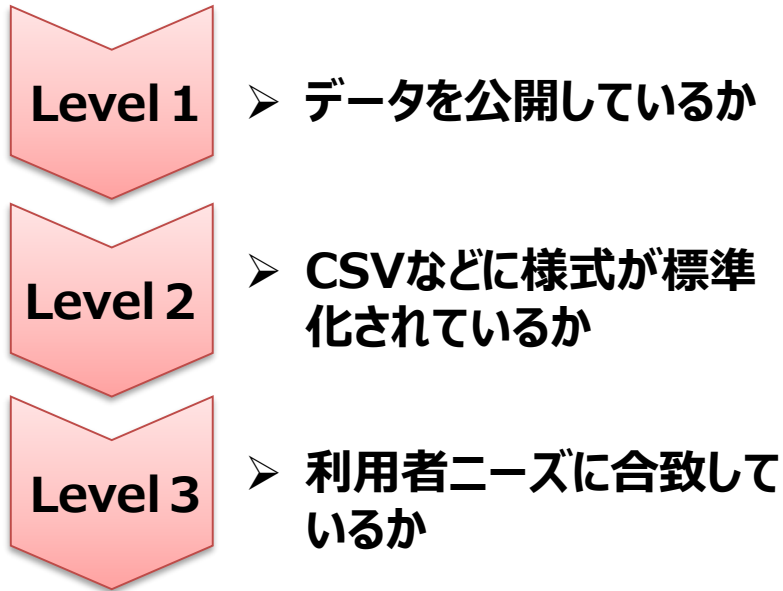 Level 1
➢ データを公開しているか
Level 2
➢ CSVなどに様式が標準
化されているか
Level 3
➢ 利用者ニーズに合致して
いるか